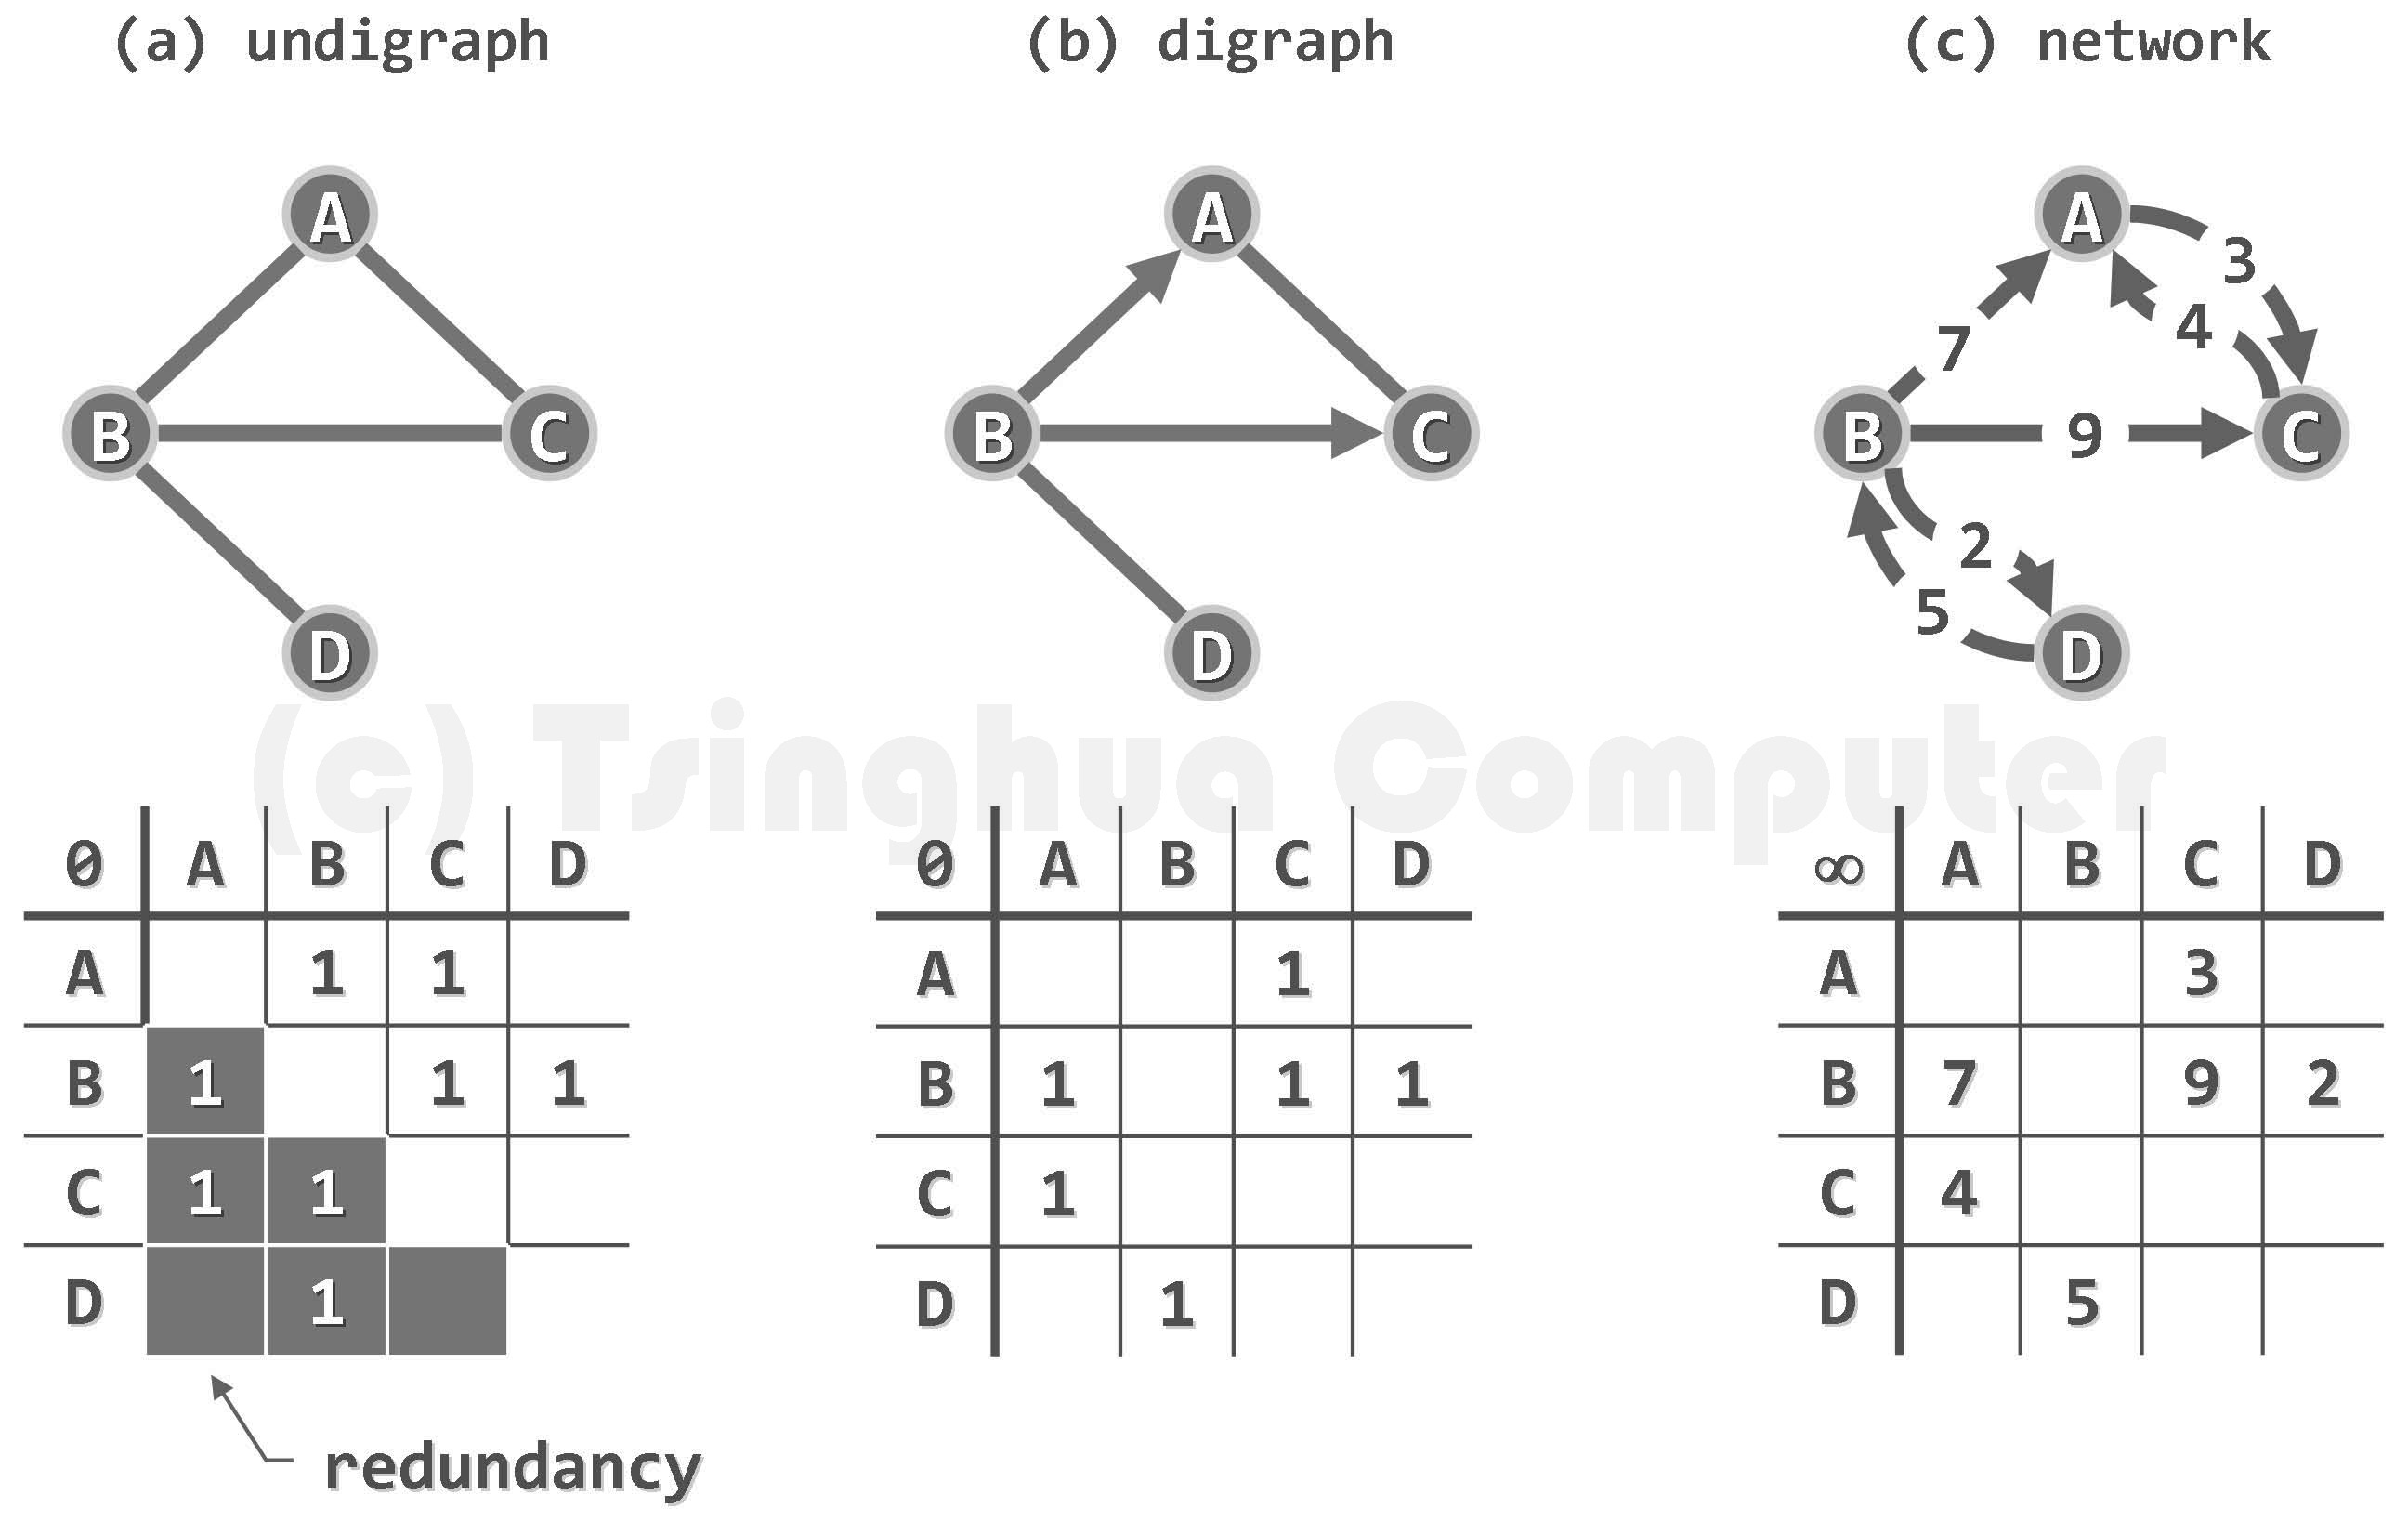 (a) undigraph
(b) digraph
(c) network
A
B
C
D
A
B
C
D
A
3
4
7
B
9
C
2
5
D
(c) Tsinghua Computer
0 A B C D
A 1 1
B 1 1 1
C 1 1
D 1
redundancy
0 A B C D
A 1
B 1 1 1
C 1
D 1
∞ A B C D
A 3
B 7 9 2
C 4
D 5